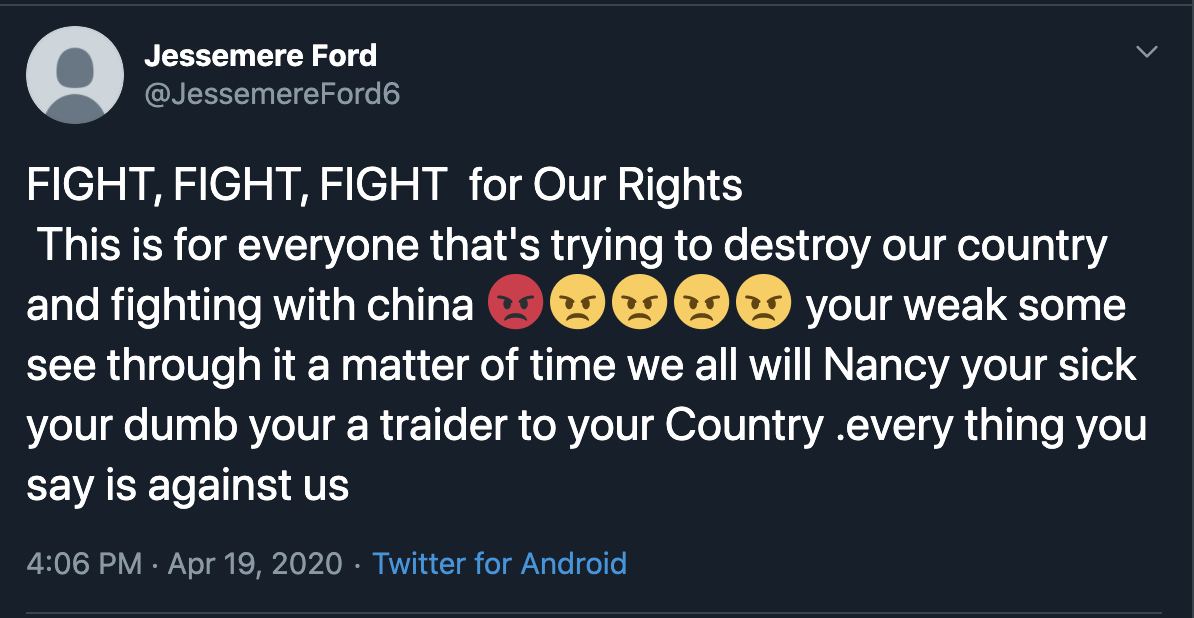 Jessemere Ford
@JessemereFord6
FIGHT, FIGHT, FIGHT  for Our Rights
This is for everyone that's trying to destroy our country
and fighting with china 😡😠😠😠😠 your weak some
see through it a matter of time we all will Nancy your sick
your dumb your a traider to your Country .every thing you
say is against us
4:06 PM · Apr 19, 2020 · Twitter for Android